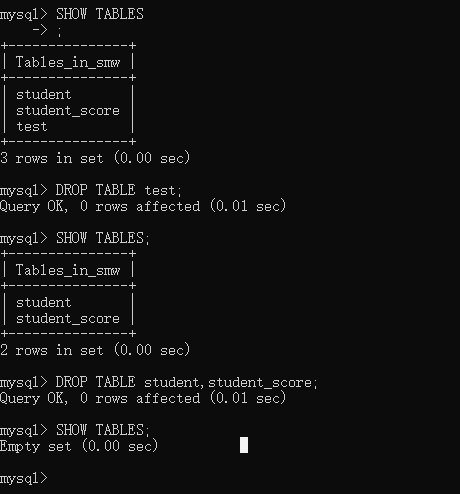 mysql> SHOW TABLES
    -> ;
+---------------+
| Tables_in_smw |
+---------------+
| student       |
| student_score |
| test          |
+---------------+
3 rows in set (0.00 sec)
mysql> DROP TABLE test;
Query OK, 0 rows affected (0.01 sec)
mysql> SHOW TABLES;
+---------------+
| Tables_in_smw |
+---------------+
| student       |
| student_score |
+---------------+
2 rows in set (0.00 sec)
mysql> DROP TABLE student,student_score;
Query OK, 0 rows affected (0.01 sec)
mysql> SHOW TABLES;
Empty set (0.00 sec)
mysql>